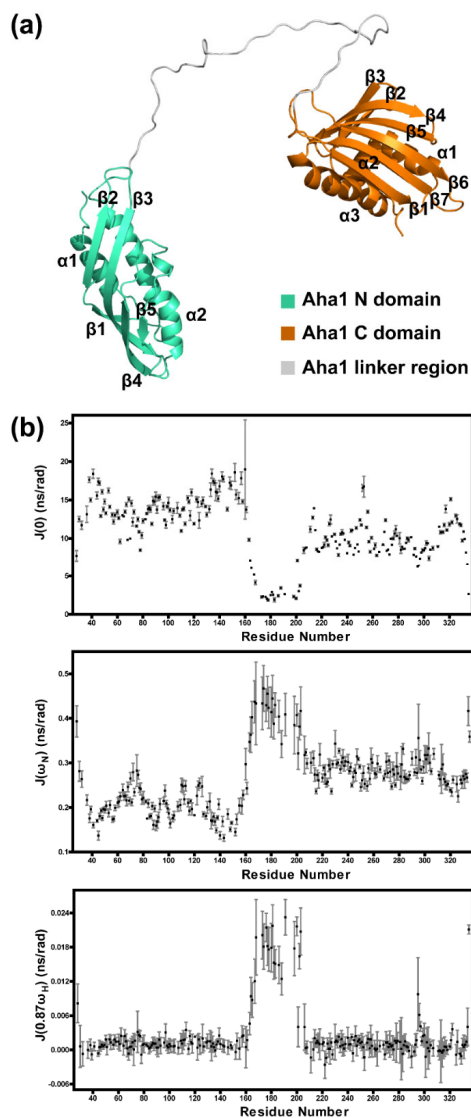 (a)
β3
β2
β4
β5
α1
α2
β6
β7
β1
α3
β2
β3
α1
β1
β5
α2
β4
Aha1 N domain
Aha1 C domain
Aha1 linker region
(b)
J(0) (ns/rad)
25
20
15
10
5
0
40 60 80 100 120 140 160 180 200 220 240 260 280 300 320
Residue Number
J(ωN) (ns/rad)
0.5
0.4
0.3
0.2
0.1
40 60 80 100 120 140 160 180 200 220 240 260 280 300 320
Residue Number
J(0.87ωH) (ns/rad)
0.024
0.018
0.012
0.006
0.000
-0.006
40 60 80 100 120 140 160 180 200 220 240 260 280 300 320
Residue Number